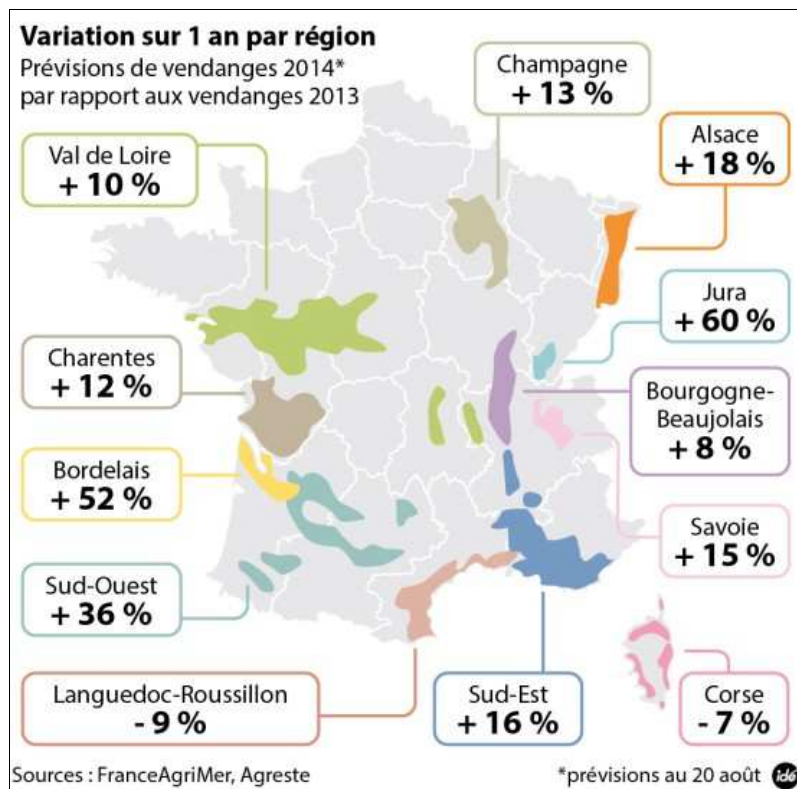 Variation sur 1 an par région
Prévisions de vendanges 2014*
par rapport aux vendanges 2013
Champagne
+ 13 %
Val de Loire
+ 10 %
Alsace
+ 18 %
Jura
+ 60 %
Charentes
+ 12 %
Bourgogne-
Beaujolais
+ 8 %
Bordelais
+ 52 %
Savoie
+ 15 %
Sud-Ouest
+ 36 %
Languedoc-Roussillon
- 9 %
Sud-Est
+ 16 %
Corse
- 7 %
Sources : FranceAgriMer, Agreste
*prévisions au 20 août
idé